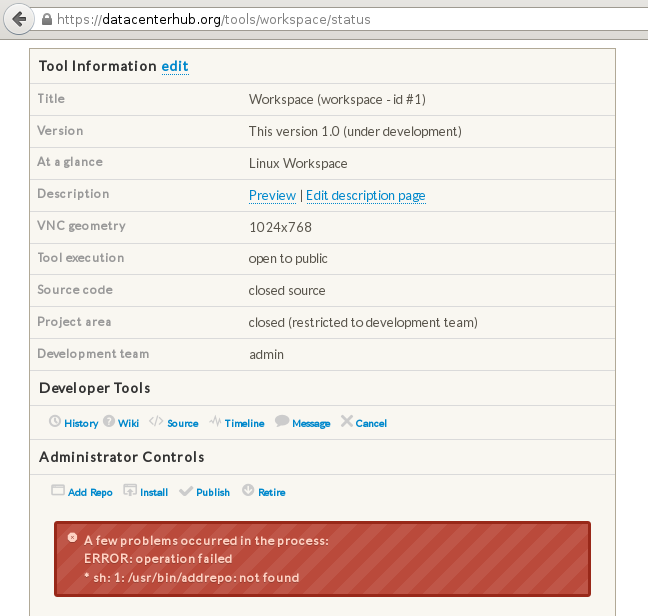 https://datacenterhub.org/tools/workspace/status
Tool Information edit
Title Workspace (workspace - id #1)
Version This version 1.0 (under development)
At a glance Linux Workspace
Description Preview | Edit description page
VNC geometry 1024x768
Tool execution open to public
Source code closed source
Project area closed (restricted to development team)
Development team admin
Developer Tools
History ? Wiki </> Source Timeline Message Cancel
Administrator Controls
Add Repo Install Publish Retire
A few problems occurred in the process:
ERROR: operation failed
* sh: 1: /usr/bin/addrepo: not found